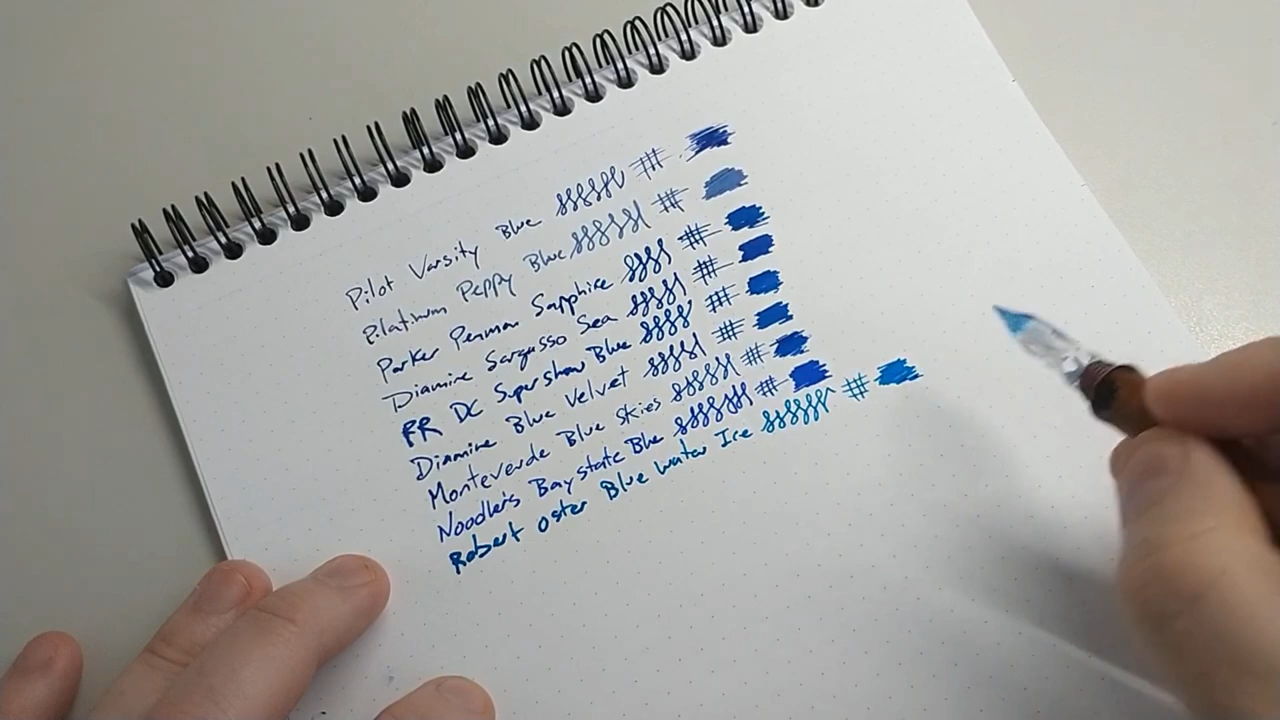 Pilot Varsity Blue #
Platinum Peppy Blue #
Parker Penman Sapphire #
Diamine Sargasso Sea #
FR DC Supershow Blue #
Diamine Blue Velvet #
Monteverde Blue Skies #
Noodler's Baystate Blue #
Robert Oster Blue Water Ice #